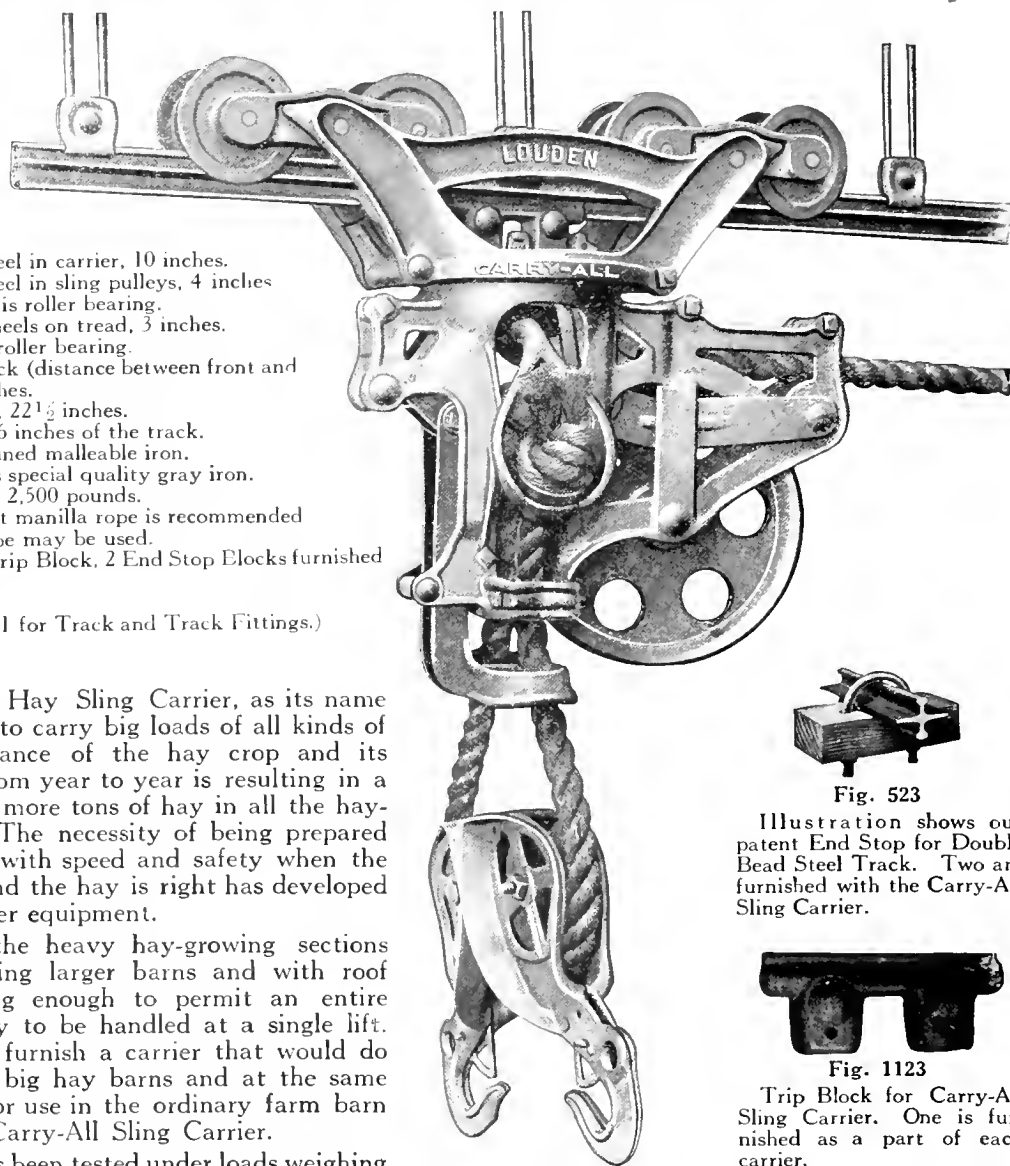 LOUDEN
CARRY-ALL
eel in carrier, 10 inches.
eel in sling pulleys, 4 inches
is roller bearing.
heels on tread, 3 inches.
roller bearing.
ck (distance between front and
hes.
, 22½ inches.
6 inches of the track.
ined malleable iron.
s special quality gray iron.
2,500 pounds.
t manilla rope is recommended
pe may be used.
rip Block, 2 End Stop Blocks furnished
l for Track and Track Fittings.)
Hay Sling Carrier, as its name
to carry big loads of all kinds of
ance of the hay crop and its
om year to year is resulting in a
more tons of hay in all the hay-
The necessity of being prepared
with speed and safety when the
nd the hay is right has developed
er equipment.
the heavy hay-growing sections
ing larger barns and with roof
g enough to permit an entire
y to be handled at a single lift.
furnish a carrier that would do
big hay barns and at the same
or use in the ordinary farm barn
Carry-All Sling Carrier.
s been tested under loads weighing
Fig. 523
Illustration shows ou
patent End Stop for Doubl
Bead Steel Track. Two ar
furnished with the Carry-A
Sling Carrier.
Fig. 1123
Trip Block for Carry-A
Sling Carrier. One is fur
nished as a part of eac
carrier.